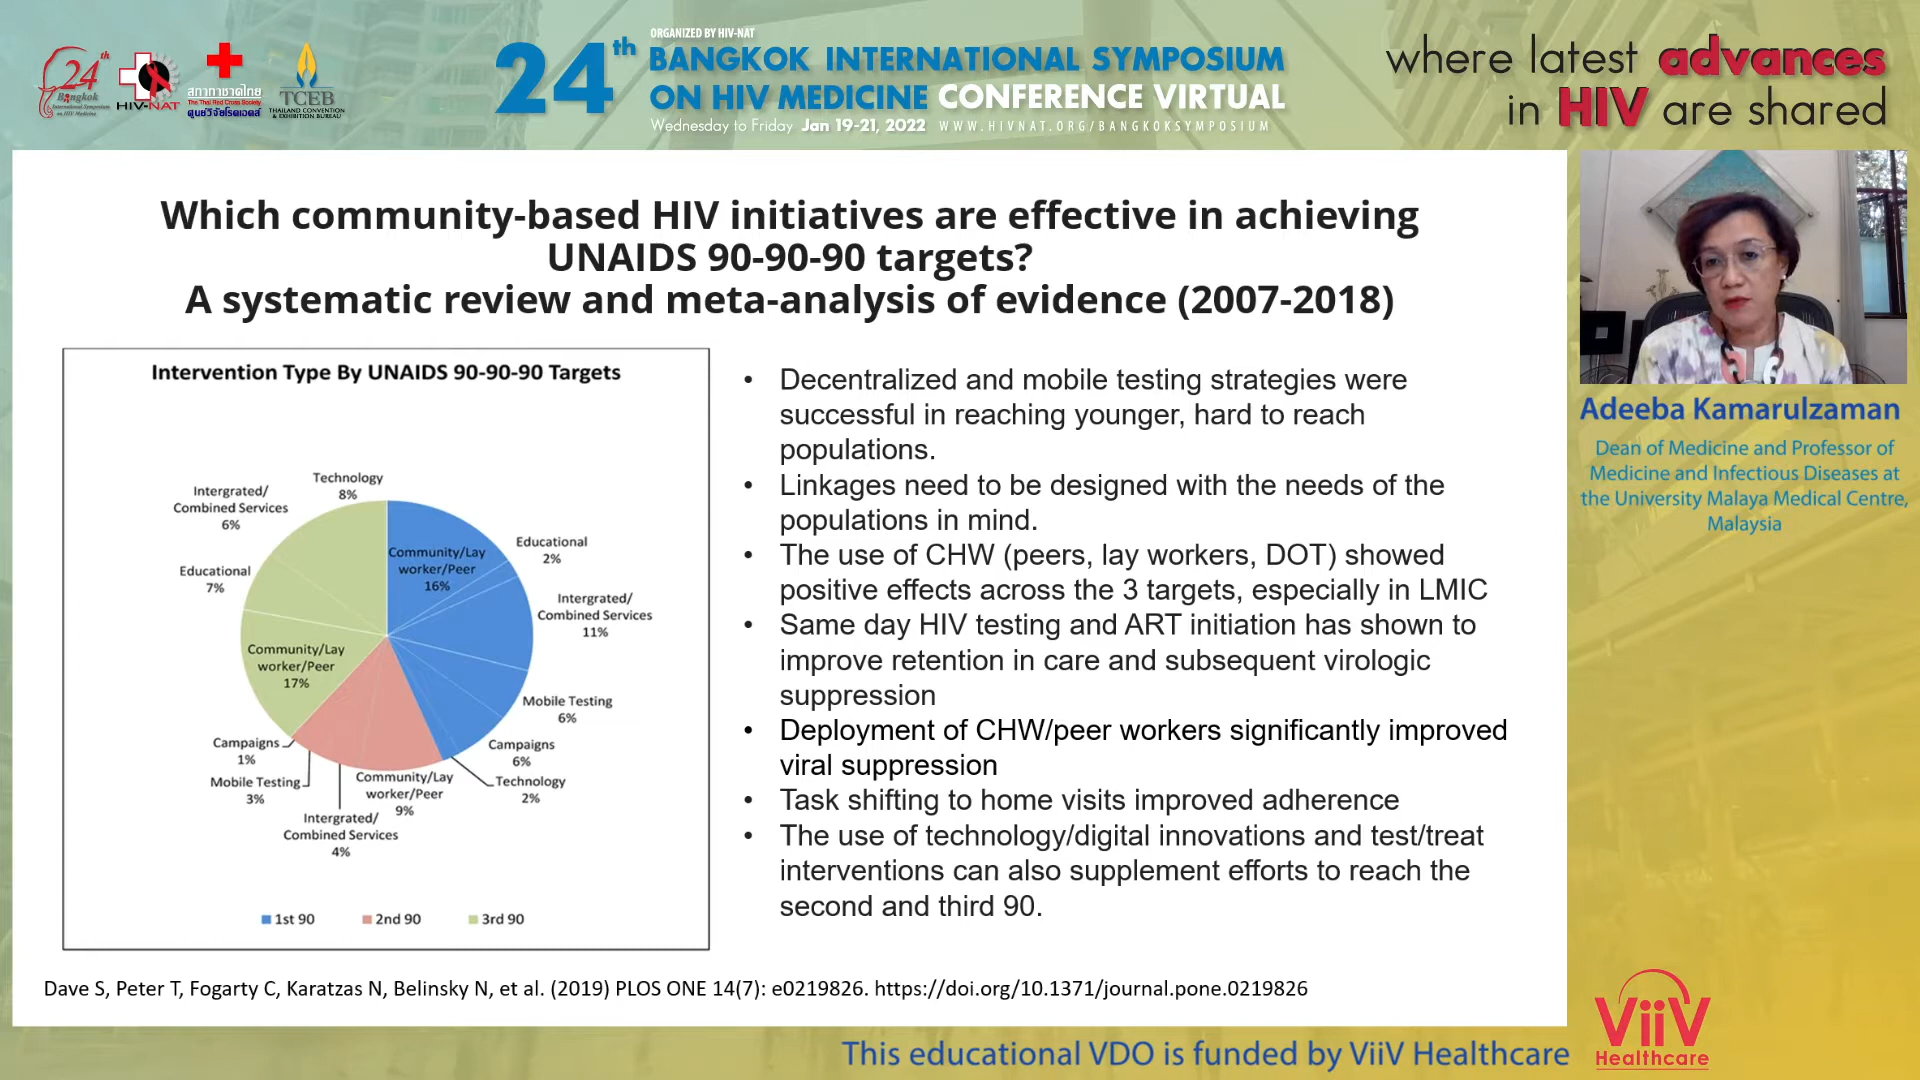 24th
Bangkok
International Symposium
on HIV Medicine
HIV-NAT
สภากาชาดไทย
The Thai Red Cross Society
ศูนย์วิจัยโรคเอดส์
TCEB
THAILAND CONVENTION
& EXHIBITION BUREAU
24th
ORGANIZED BY HIV-NAT
BANGKOK INTERNATIONAL SYMPOSIUM
ON HIV MEDICINE CONFERENCE VIRTUAL
Wednesday to Friday Jan 19-21, 2022 WWW.HIVNAT.ORG/BANGKOKSYMPOSIUM
where latest advances
in HIV are shared
Which community-based HIV initiatives are effective in achieving
UNAIDS 90-90-90 targets?
A systematic review and meta-analysis of evidence (2007-2018)
Intervention Type By UNAIDS 90-90-90 Targets
Technology
8%
Intergrated/
Combined Services
6%
Educational
7%
Community/Lay
worker/Peer
17%
Campaigns
1%
Mobile Testing
3%
Intergrated/
Combined Services
4%
Community/Lay
worker/Peer
9%
Community/Lay
worker/Peer
16%
Educational
2%
Intergrated/
Combined Services
11%
Mobile Testing
6%
Campaigns
6%
Technology
2%
1st 90 2nd 90 3rd 90
• Decentralized and mobile testing strategies were
successful in reaching younger, hard to reach
populations.
• Linkages need to be designed with the needs of the
populations in mind.
• The use of CHW (peers, lay workers, DOT) showed
positive effects across the 3 targets, especially in LMIC
• Same day HIV testing and ART initiation has shown to
improve retention in care and subsequent virologic
suppression
• Deployment of CHW/peer workers significantly improved
viral suppression
• Task shifting to home visits improved adherence
• The use of technology/digital innovations and test/treat
interventions can also supplement efforts to reach the
second and third 90.
Dave S, Peter T, Fogarty C, Karatzas N, Belinsky N, et al. (2019) PLOS ONE 14(7): e0219826. https://doi.org/10.1371/journal.pone.0219826
Adeeba Kamarulzaman
Dean of Medicine and Professor of
Medicine and Infectious Diseases at
the University Malaya Medical Centre,
Malaysia
This educational VDO is funded by ViiV Healthcare
ViiV
Healthcare